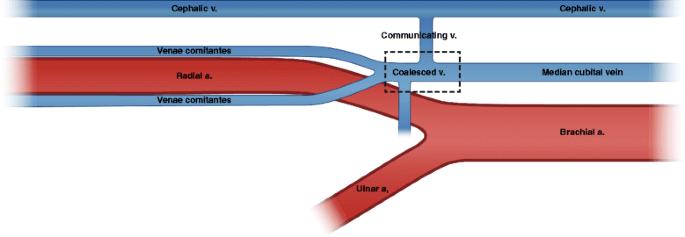 Cephalic v. Cephalic v.
Communicating v.
Venae comitantes
Radial a. Coalesced v. Median cubital vein
Venae comitantes
Brachial a.
Ulnar a,